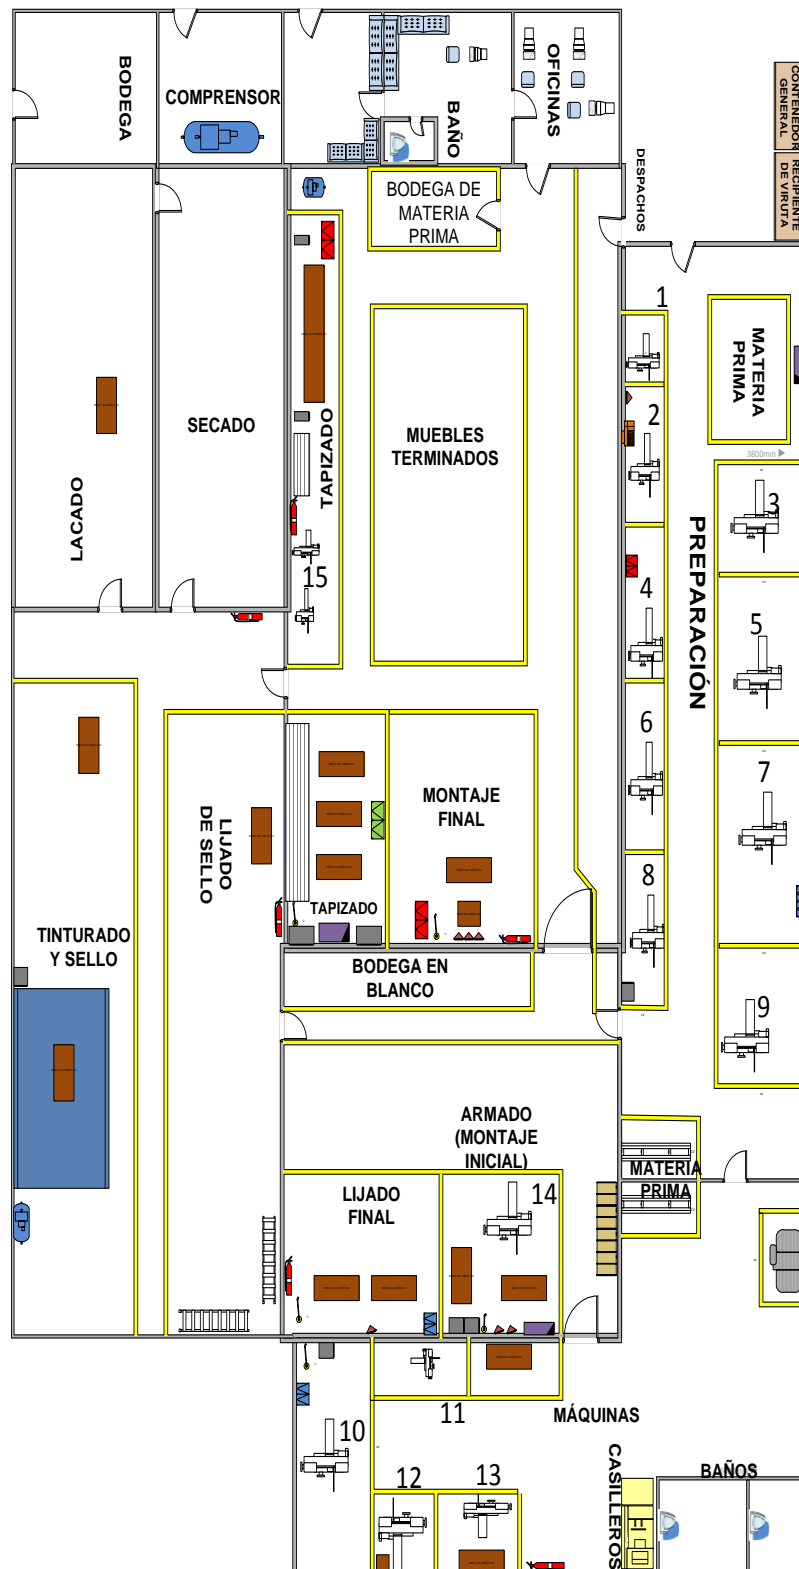 BODEGA
COMPRENSOR
BAÑO
OFICINAS
DESPACHOS
CONTENEDOR
GENERAL
RECIPIENTE
DE VIRUTA
BODEGA DE
MATERIA
PRIMA
1
MATERIA
PRIMA
3800mm
2
SECADO
TAPIZADO
MUEBLES
TERMINADOS
LACADO
3
PREPARACIÓN
15
4
5
6
7
MONTAJE
FINAL
LIJADO
DE SELLO
8
TAPIZADO
TINTURADO
Y SELLO
BODEGA EN
BLANCO
9
ARMADO
(MONTAJE
INICIAL)
MATERIA
PRIMA
LIJADO
FINAL
14
11
10
MÁQUINAS
12
13
CASILLEROS
BAÑOS